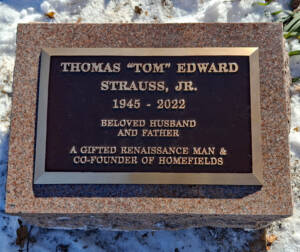 THOMAS “TOM” EDWARD
STRAUSS, JR.
1945 - 2022
BELOVED HUSBAND
AND FATHER
A GIFTED RENAISSANCE MAN &
CO-FOUNDER OF HOMEFIELDS